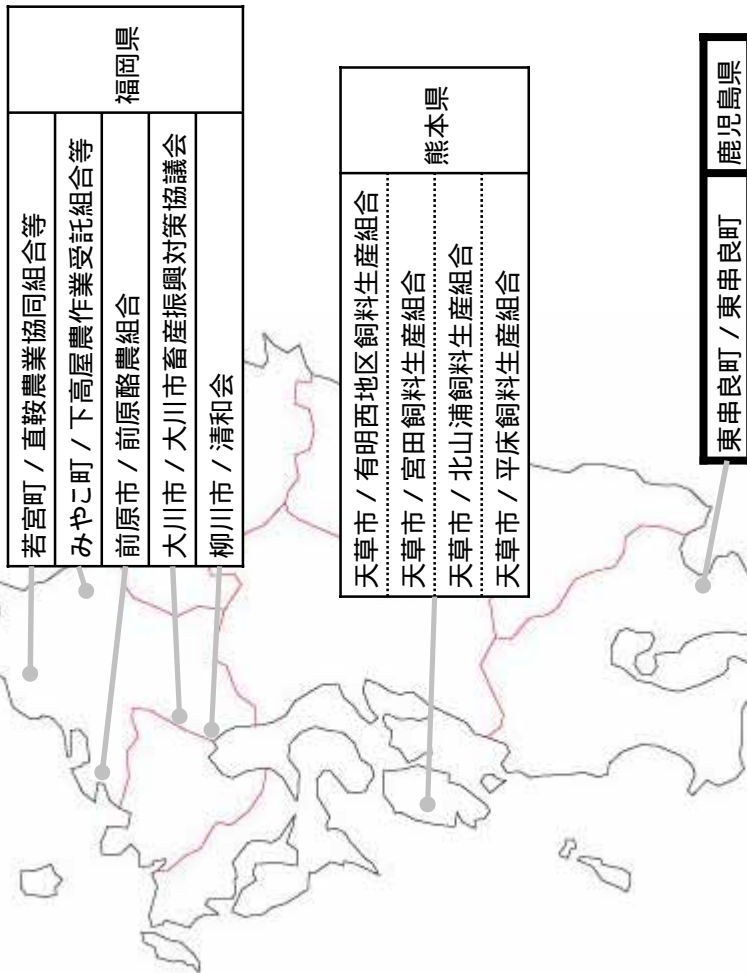 福岡県
若宮町 / 直鞍農業協同組合等
みやこ町 / 下高屋農作業受託組合等
前原市 / 前原酪農組合
大川市 / 大川市畜産振興対策協議会
柳川市 / 清和会
熊本県
天草市 / 有明西地区飼料生産組合
天草市 / 宮田飼料生産組合
天草市 / 北山浦飼料生産組合
天草市 / 平床飼料生産組合
鹿児島県
東串良町 / 東串良町